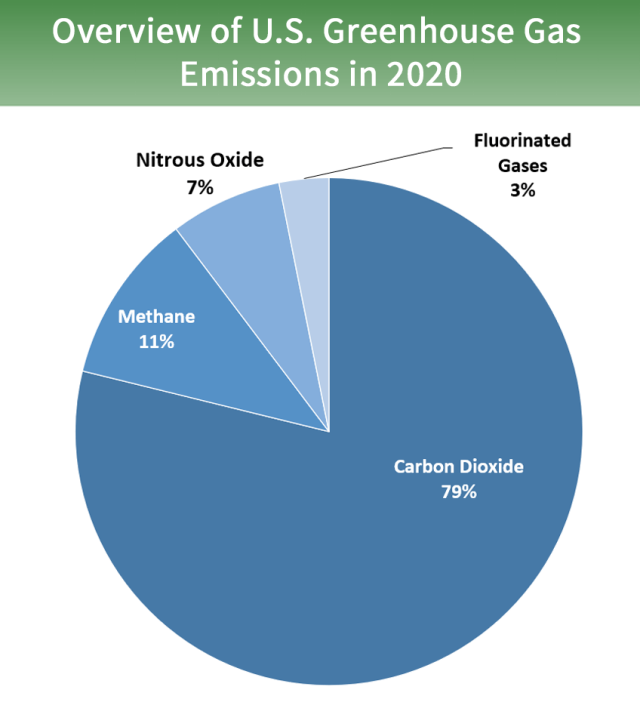 Overview of U.S. Greenhouse Gas
Emissions in 2020
Fluorinated
Gases
3%
Nitrous Oxide
7%
Methane
11%
Carbon Dioxide
79%